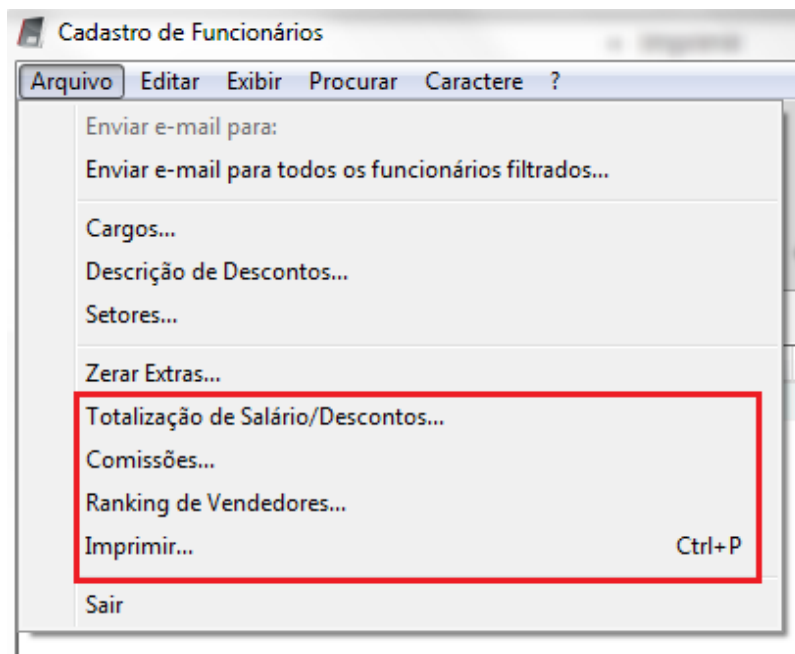 Cadastro de Funcionários
Arquivo Editar Exibir Procurar Caractere ?
Enviar e-mail para:
Enviar e-mail para todos os funcionários filtrados...
Cargos...
Descrição de Descontos...
Setores...
Zerar Extras...
Totalização de Salário/Descontos...
Comissões...
Ranking de Vendedores...
Imprimir... Ctrl+P
Sair